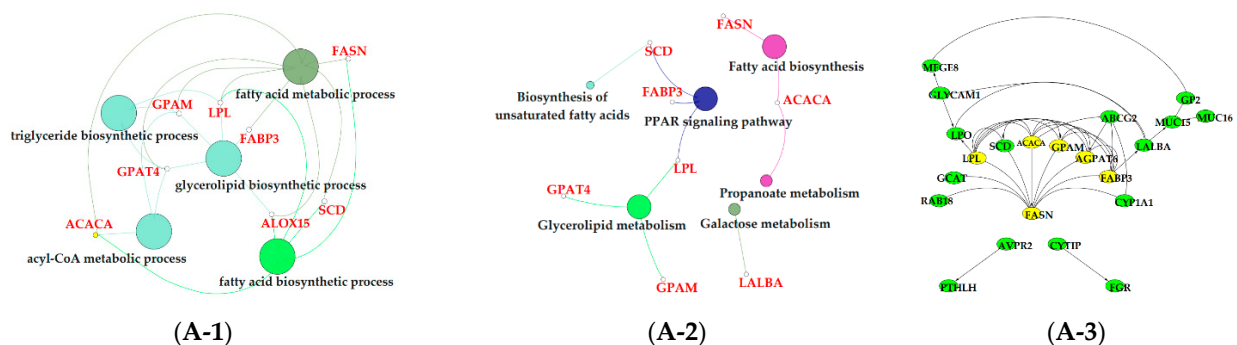 FASN
fatty acid metabolic process
GPAM
LPL
triglyceride biosynthetic process
FABP3
GPAT4
glycerolipid biosynthetic process
SCD
ACACA
ALOX15
acyl-CoA metabolic process
fatty acid biosynthetic process
(A-1)
FASN
SCD
Fatty acid biosynthesis
FABP3
Biosynthesis of
unsaturated fatty acids
ACACA
PPAR signaling pathway
LPL
GPAT4
Propanoate metabolism
Glycerolipid metabolism
Galactose metabolism
GPAM
LALBA
(A-2)
MFGE8
GLYCAM1
GP2
ABCG2
MUC15
MUC16
LPO
SCD
ACACA
GPAM
LALBA
LPL
AGPAT6
GCAT
FABP3
RAB18
CYP1A1
FASN
AVPR2
CYTIP
PTHLH
FGR
(A-3)